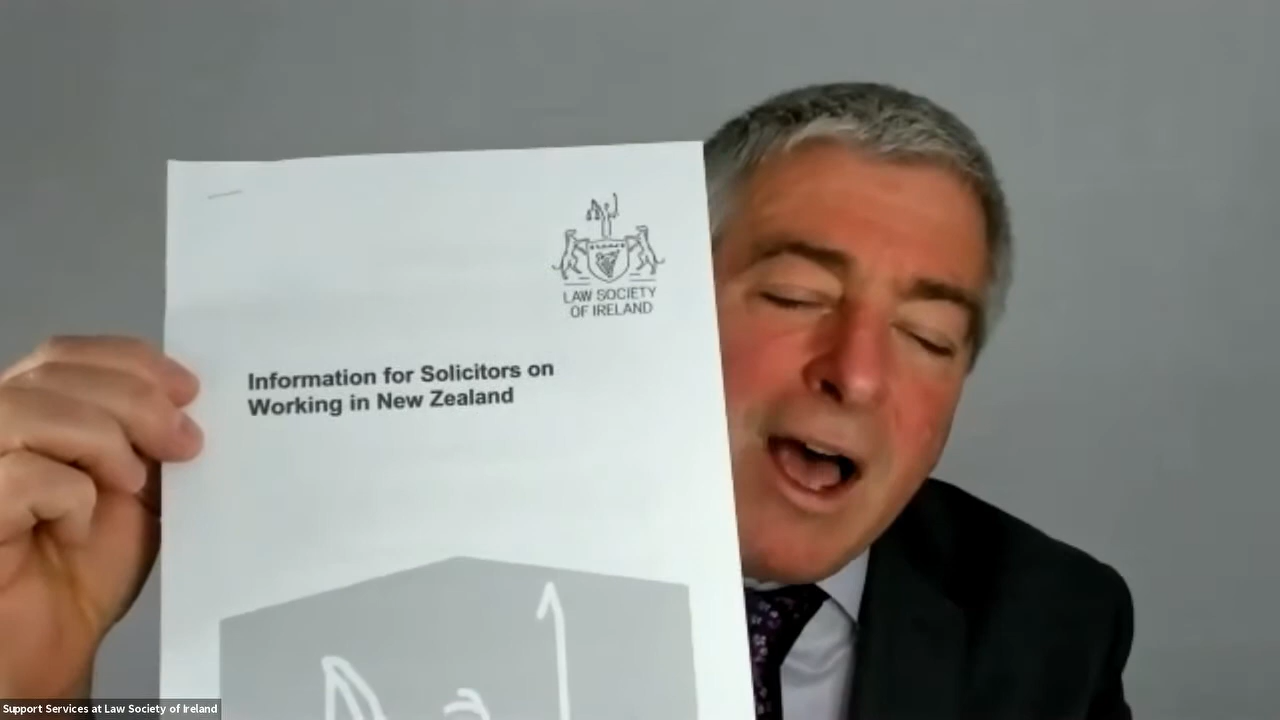 LAW SOCIETY
OF IRELAND
Information for Solicitors on
Working in New Zealand
Support Services at Law Society of Ireland